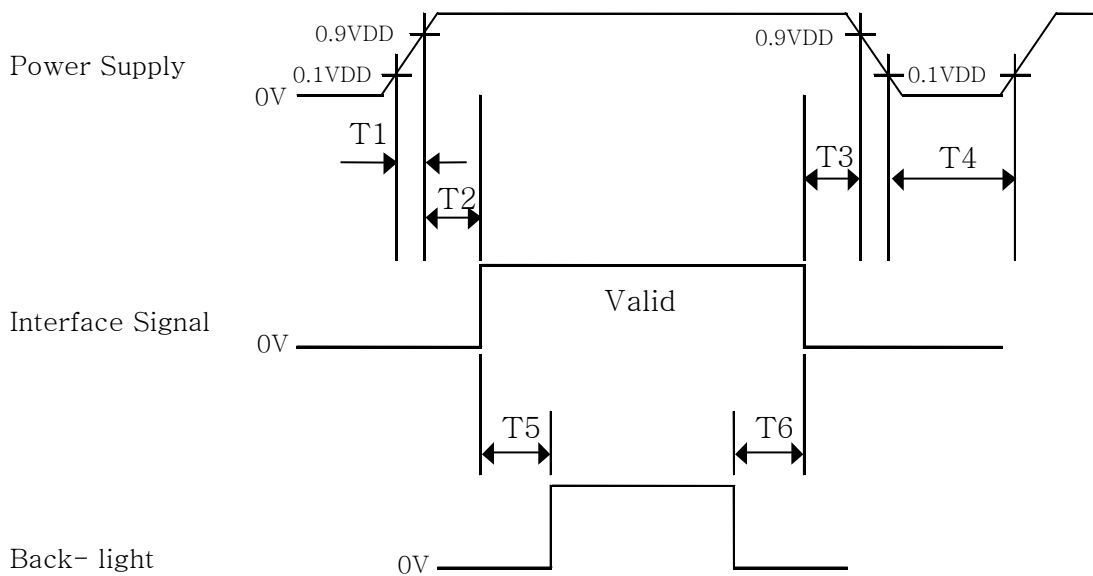 0.9VDD
0.9VDD
Power Supply
0.1VDD
0.1VDD
0V
T1
T3
T4
T2
Valid
Interface Signal
0V
T5
T6
Back- light
0V